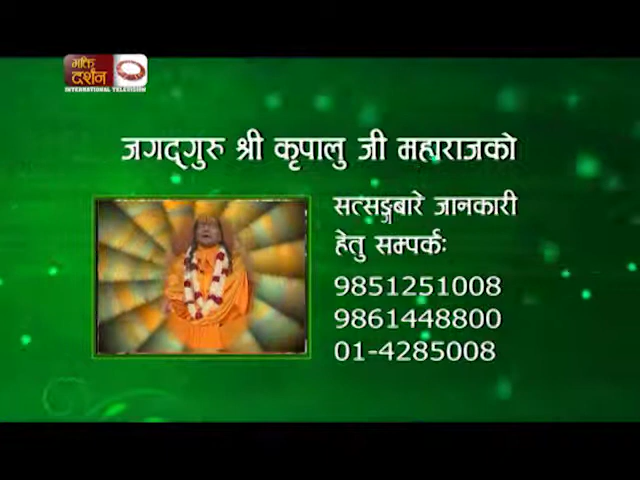 भक्ति
दर्शन
INTERNATIONAL TELEVISION
जगद्गुरु श्री कृपालु जी महाराजको
सत्सङ्गबारे जानकारी
हेतु सम्पर्कः
9851251008
9861448800
01-4285008